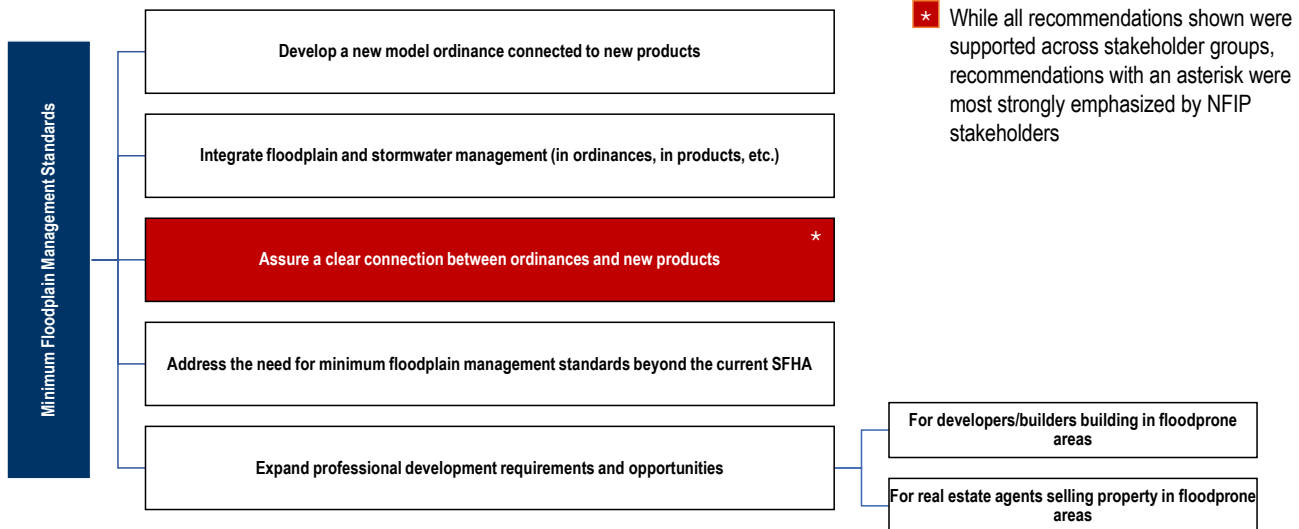 Minimum Floodplain Management Standards
Develop a new model ordinance connected to new products
Integrate floodplain and stormwater management (in ordinances, in products, etc.)
*
Assure a clear connection between ordinances and new products
Address the need for minimum floodplain management standards beyond the current SFHA
Expand professional development requirements and opportunities
For developers/builders building in floodprone
areas
For real estate agents selling property in floodprone
areas
* While all recommendations shown were
supported across stakeholder groups,
recommendations with an asterisk were
most strongly emphasized by NFIP
stakeholders